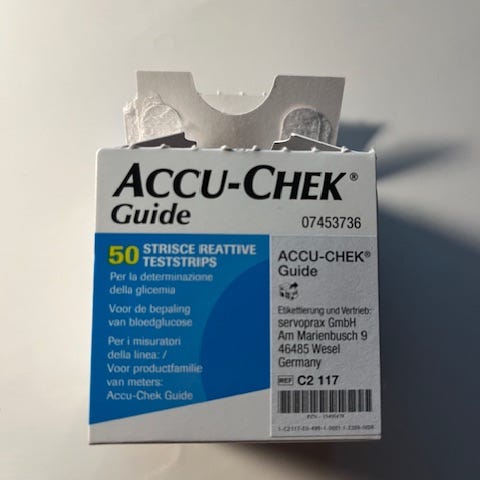 ACCU-CHEK®
Guide
07453736
50 STRISCE REATTIVE
TESTSTRIPS
Per la determinazione
della glicemia
Voor de bepaling
van bloedglucose
Per i misuratori
della linea: /
Voor productfamilie
van meters:
Accu-Chek Guide
ACCU-CHEK®
Guide
Etikettierung und Vertrieb:
servoprax GmbH
Am Marienbusch 9
46485 Wesel
Germany
REF C2 117